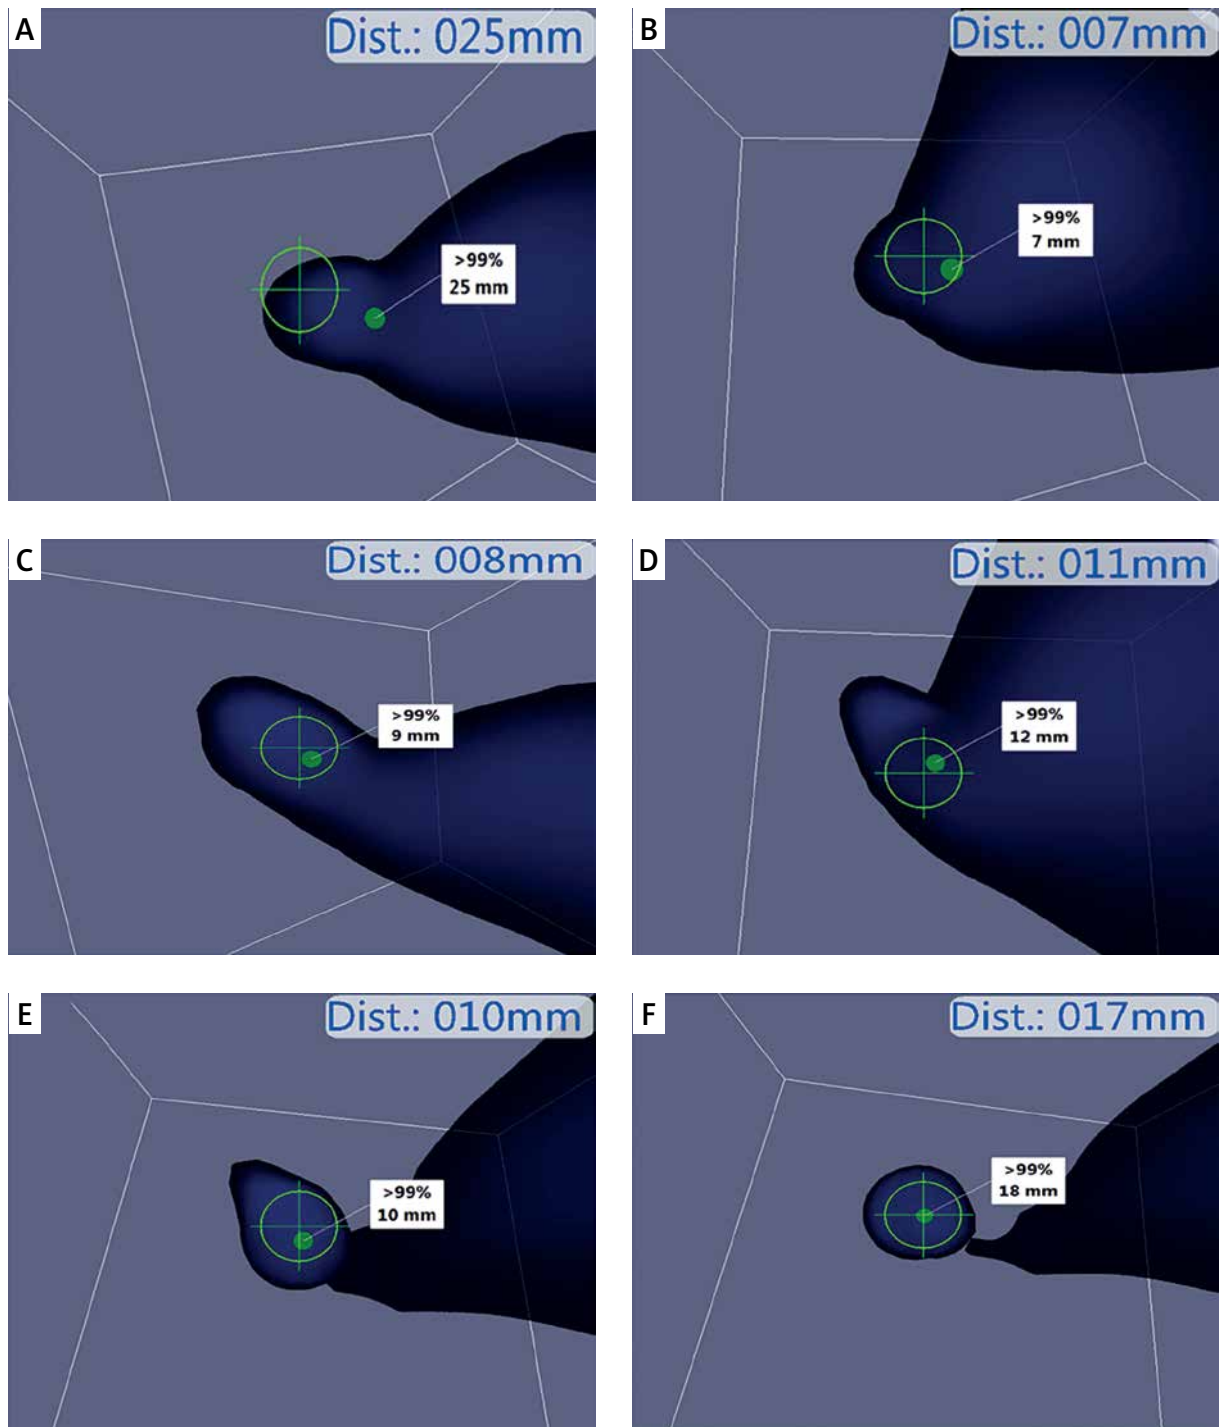 A
Dist.: 025mm
>99%
25 mm
B
Dist.: 007mm
>99%
7 mm
C
Dist.: 008mm
>99%
9 mm
D
Dist.: 011mm
>99%
12 mm
E
Dist.: 010mm
>99%
10 mm
F
Dist.: 017mm
>99%
18 mm